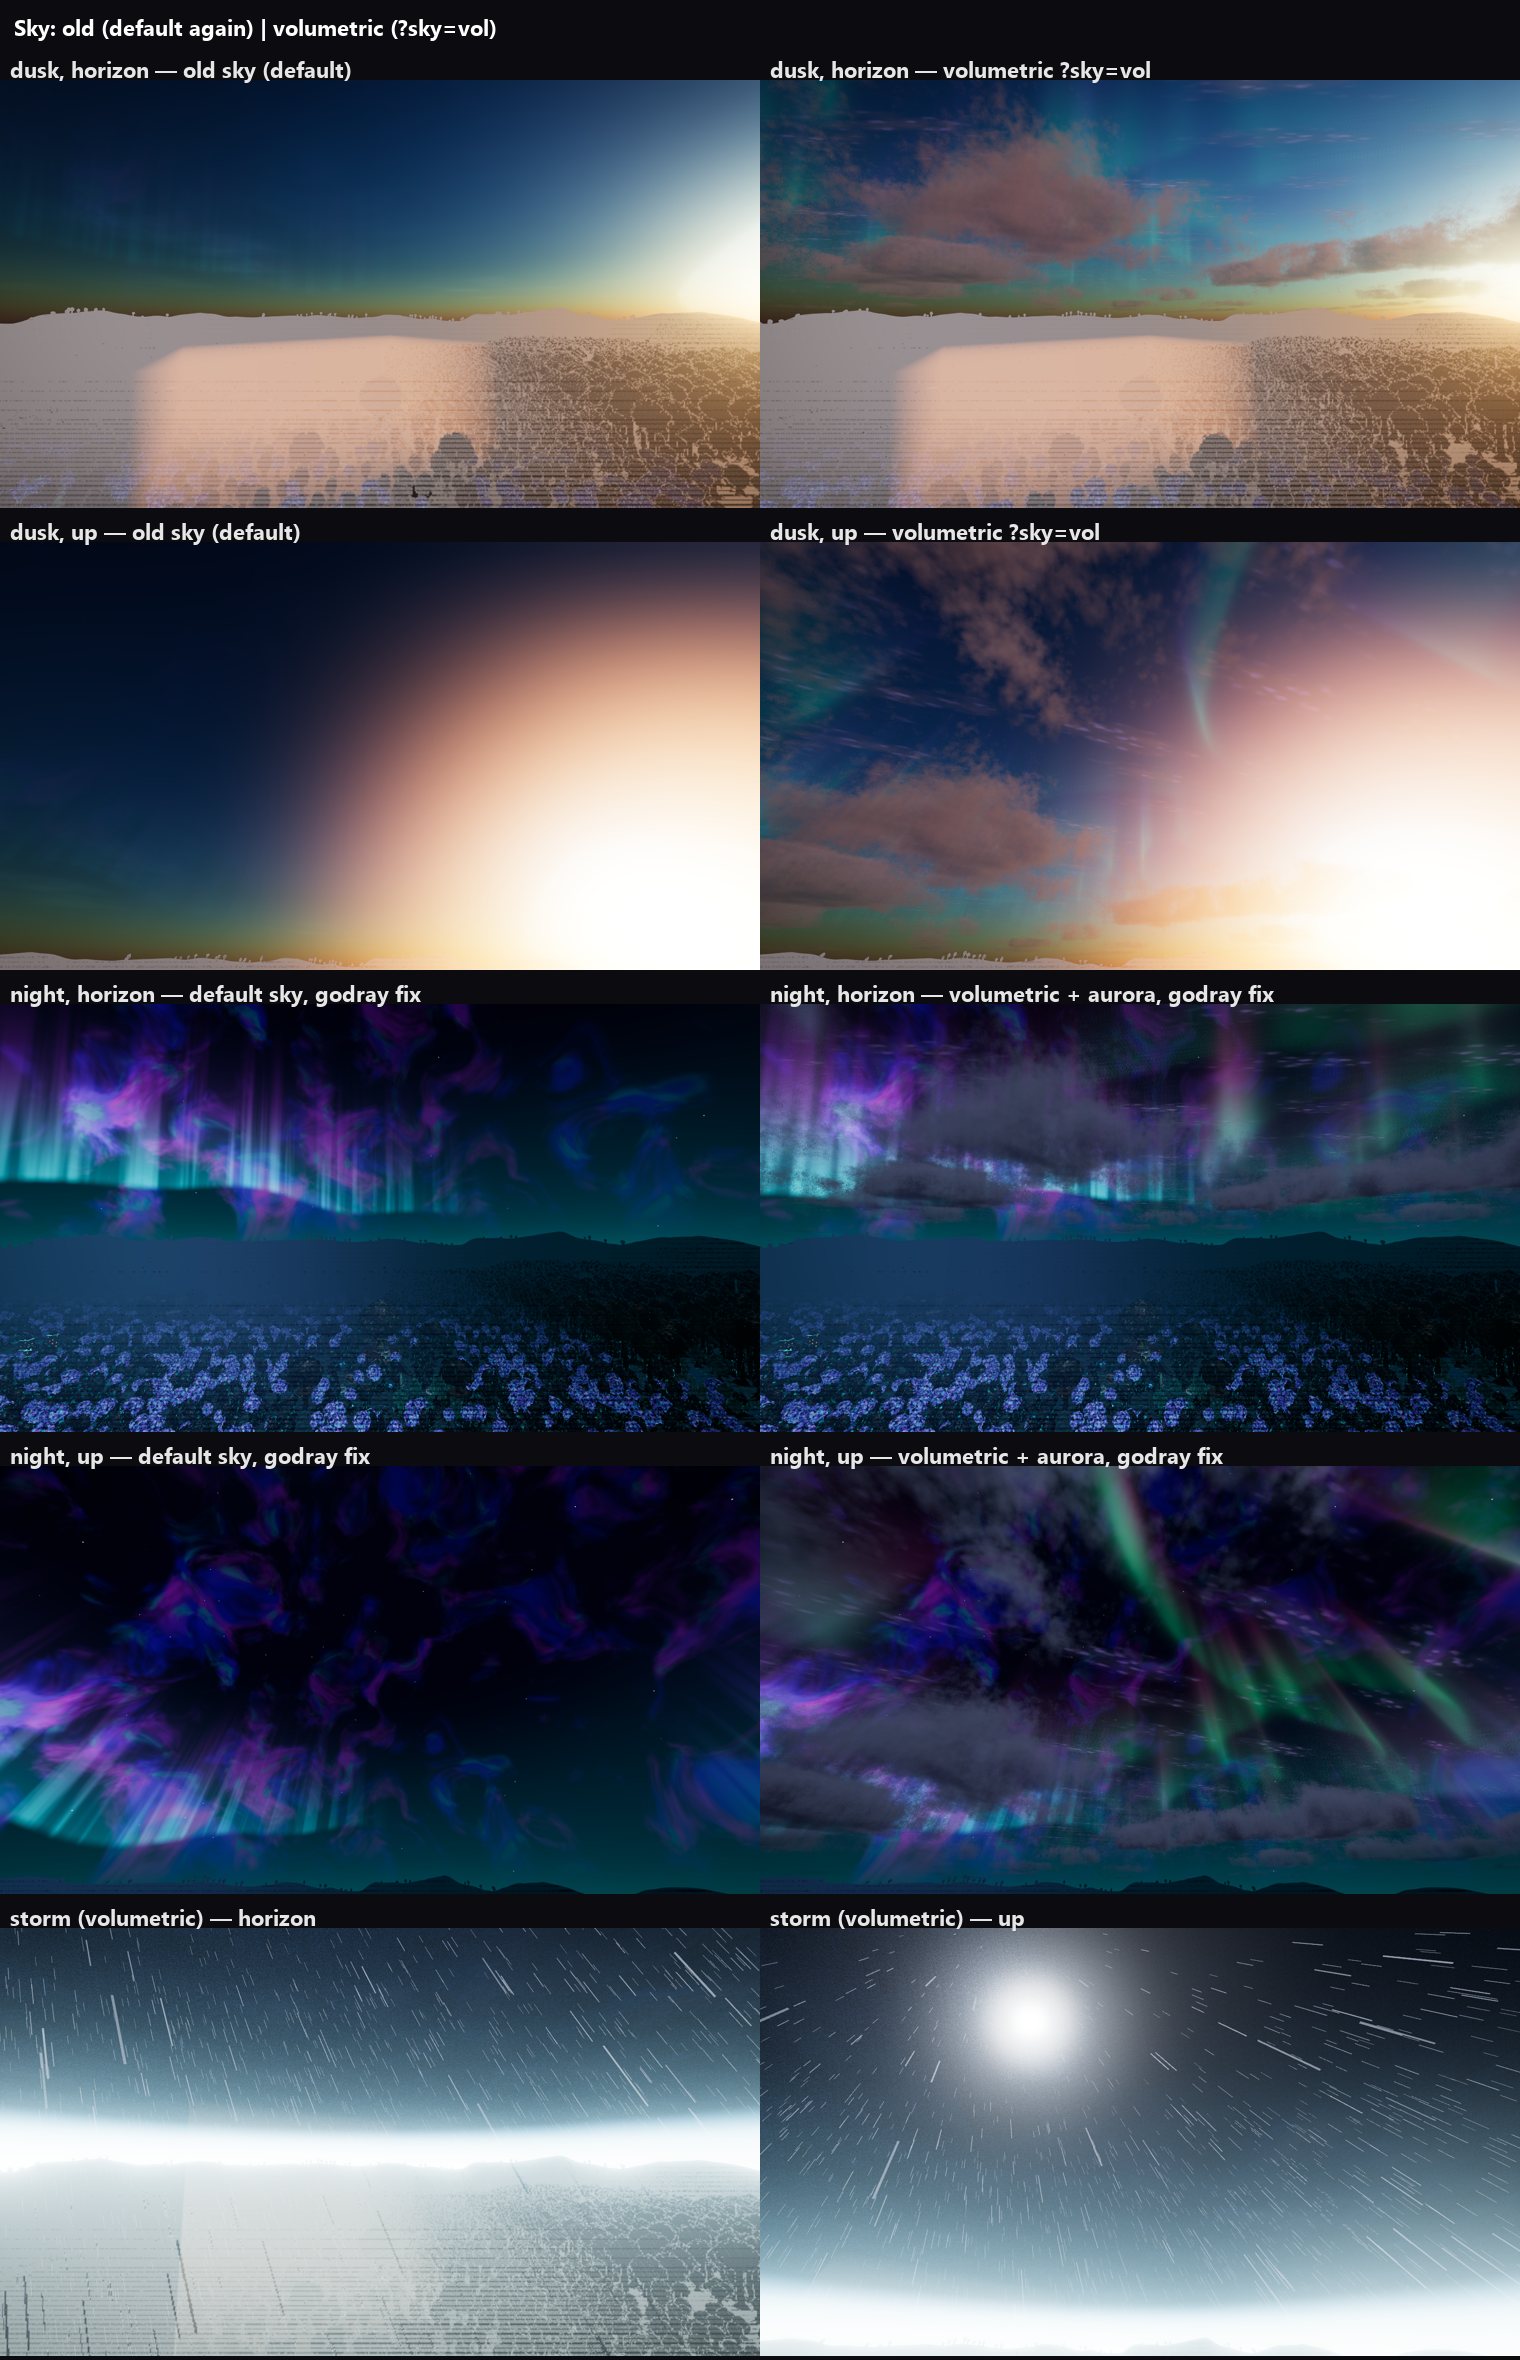 Sky: old (default again) | volumetric (?sky=vol)
dusk, horizon — old sky (default)
dusk, horizon — volumetric ?sky=vol
dusk, up — old sky (default)
dusk, up — volumetric ?sky=vol
night, horizon — default sky, godray fix
night, horizon — volumetric + aurora, godray fix
night, up — default sky, godray fix
night, up — volumetric + aurora, godray fix
storm (volumetric) — horizon
storm (volumetric) — up